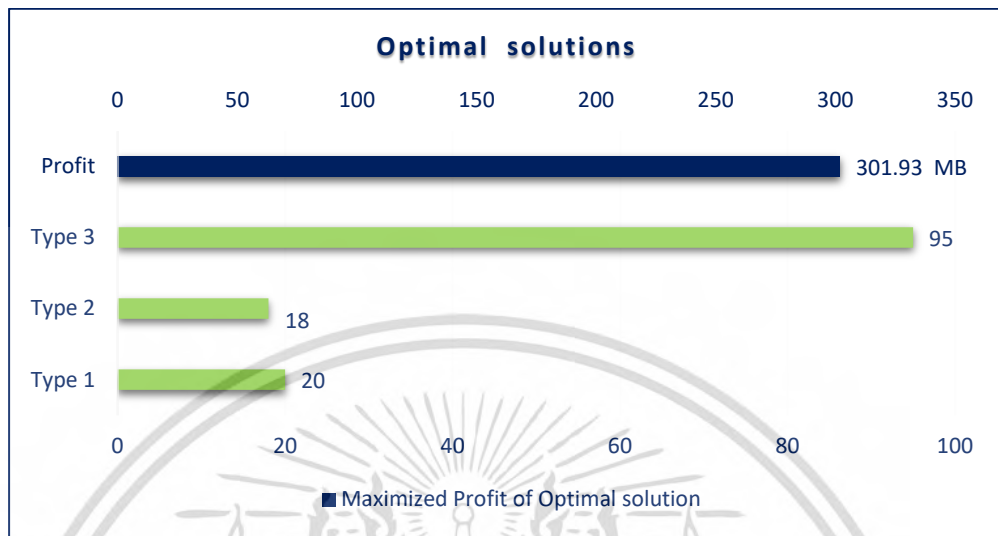 Optimal solutions
0 50 100 150 200 250 300 350
Profit 301.93 MB
Type 3 95
Type 2 18
Type 1 20
0 20 40 60 80 100
Maximized Profit of Optimal solution